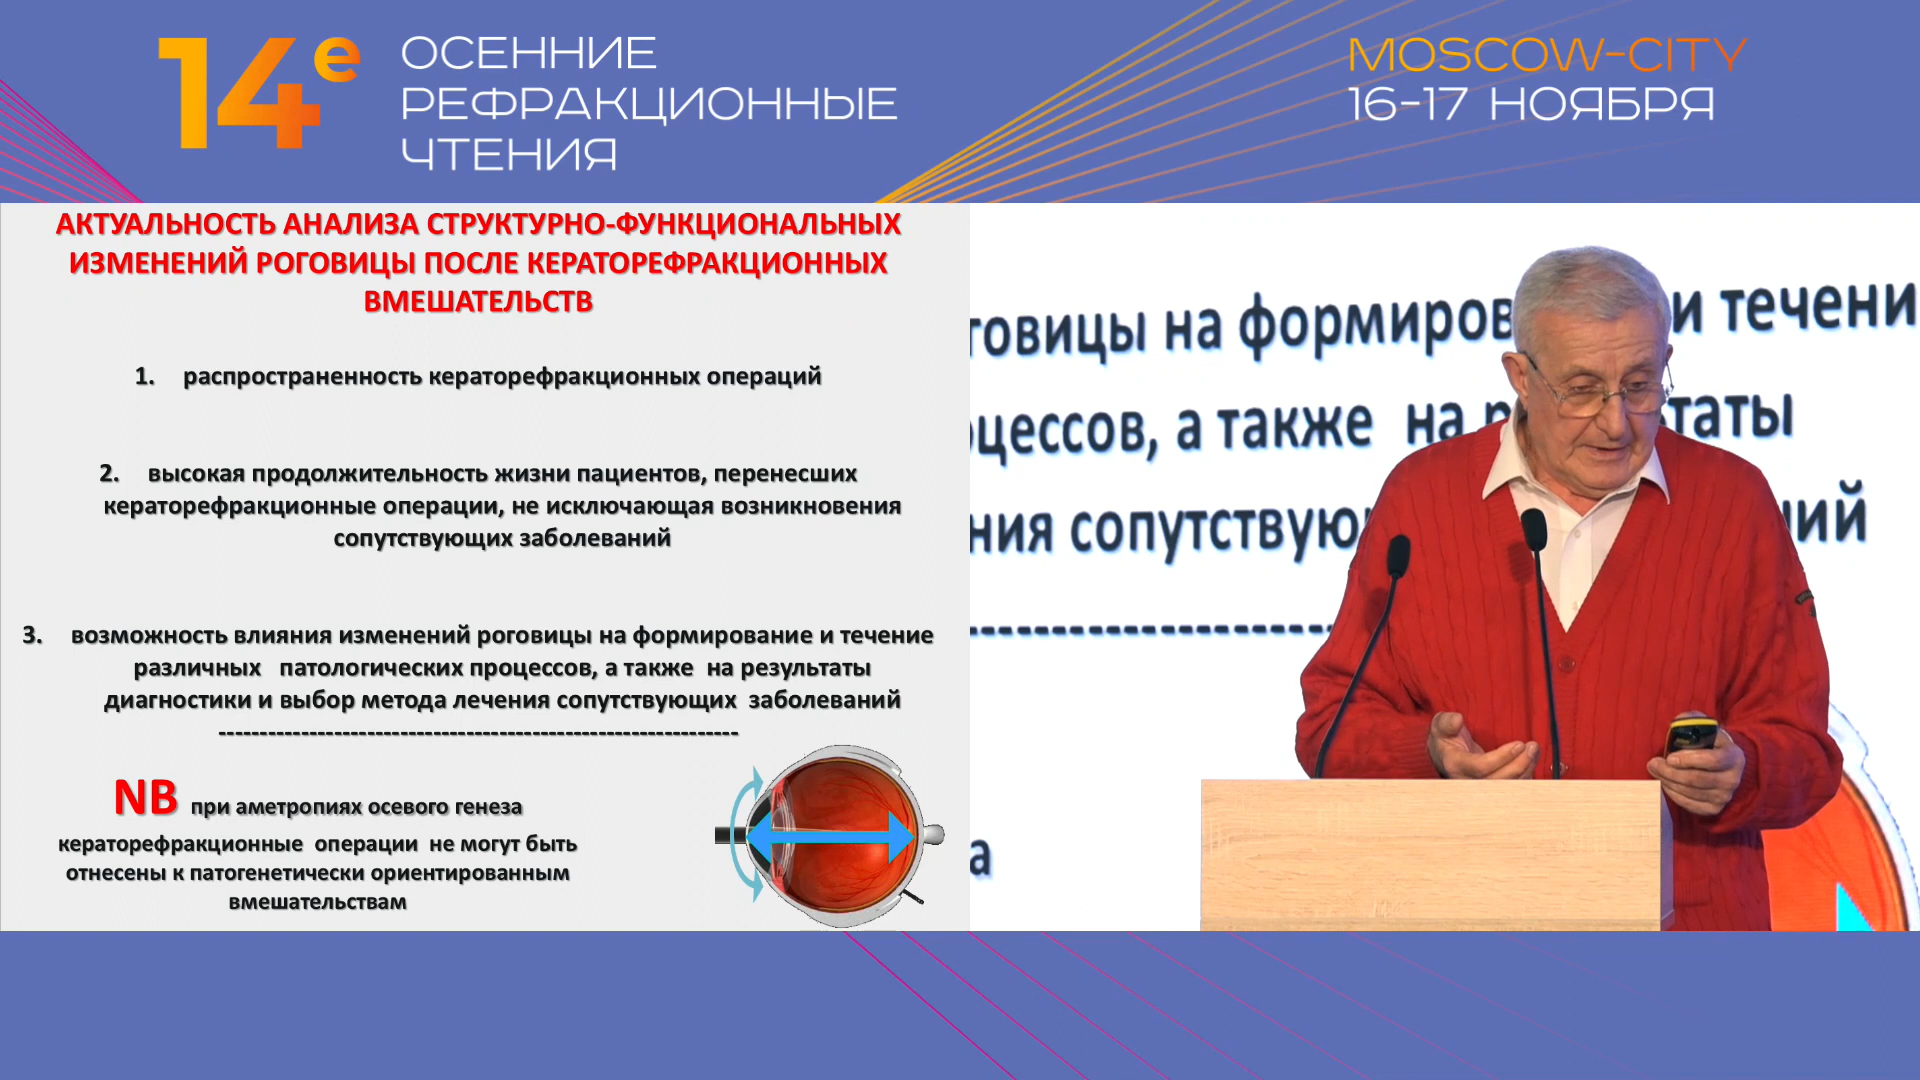 14е
ОСЕННИЕ
РЕФРАКЦИОННЫЕ
ЧТЕНИЯ
MOSCOW-CITY
16-17 НОЯБРЯ
АКТУАЛЬНОСТЬ АНАЛИЗА СТРУКТУРНО-ФУНКЦИОНАЛЬНЫХ
ИЗМЕНЕНИЙ РОГОВИЦЫ ПОСЛЕ КЕРАТОРЕФРАКЦИОННЫХ
ВМЕШАТЕЛЬСТВ
1. распространенность кераторефракционных операций
2. высокая продолжительность жизни пациентов, перенесших
кераторефракционные операции, не исключающая возникновения
сопутствующих заболеваний
3. возможность влияния изменений роговицы на формирование и течение
различных патологических процессов, а также на результаты
диагностики и выбор метода лечения сопутствующих заболеваний
----------------------------------------------------------------
NB при аметропиях осевого генеза
кераторефракционные операции не могут быть
отнесены к патогенетически ориентированным
вмешательствам
говицы на формиров и течени
оцессов, а также на р таты
ния сопутствую ий
а